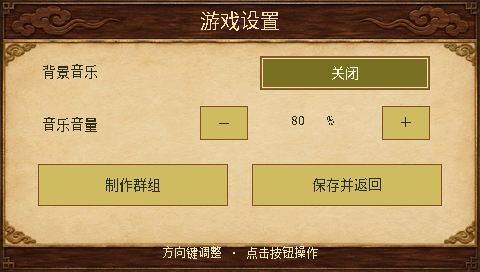 游戏设置
背景音乐 关闭
音乐音量 － 80 % ＋
制作群组 保存并返回
方向键调整 · 点击按钮操作